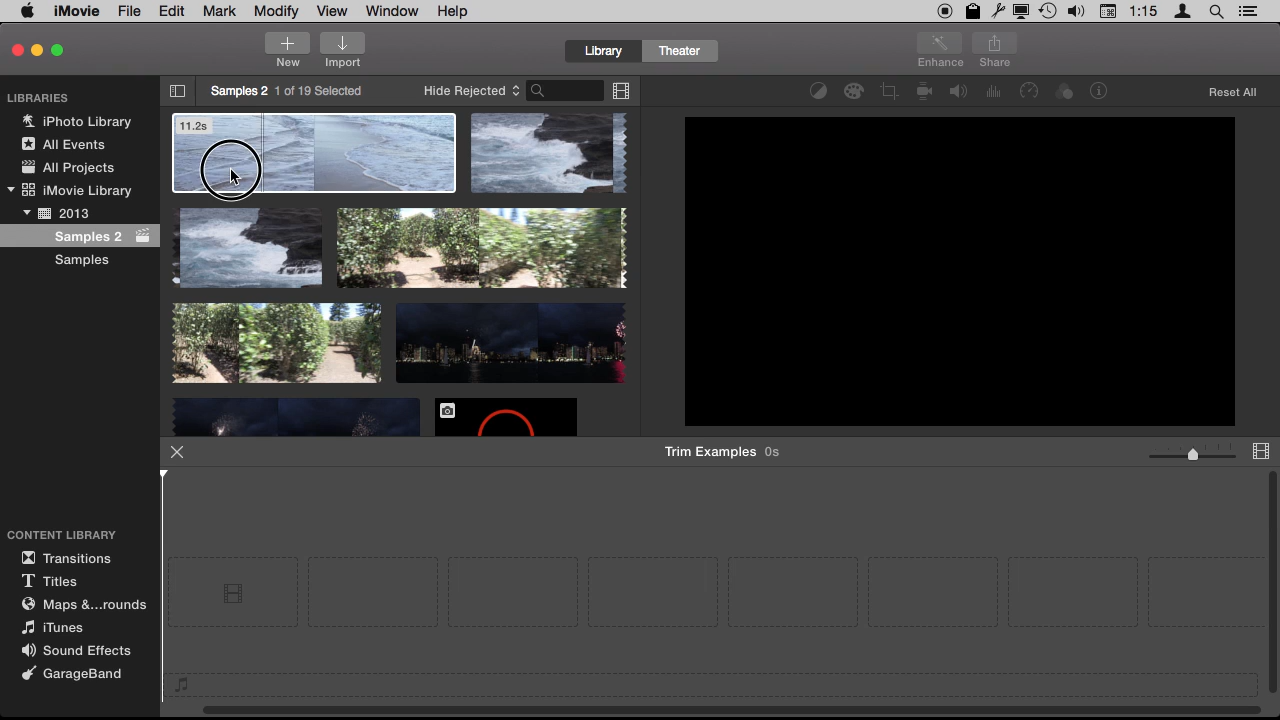 iMovie File Edit Mark Modify View Window Help 1:15
Library Theater
New Import Enhance Share
LIBRARIES
Samples 2 1 of 19 Selected Hide Rejected Reset All
iPhoto Library
All Events
All Projects
iMovie Library
2013
Samples 2
Samples
11.2s
Trim Examples 0s
CONTENT LIBRARY
Transitions
Titles
Maps &...rounds
iTunes
Sound Effects
GarageBand